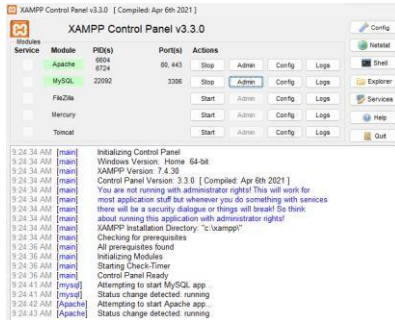 XAMPP Control Panel v3.3.0 [ Compiled: Apr 6th 2021 ]
XAMPP Control Panel v3.3.0
Config
Modules
Service Module PID(s) Port(s) Actions
Netstat
Apache 6604 6724 80, 443 Stop Admin Config Logs
Shell
MySQL 22092 3306 Stop Admin Config Logs
Explorer
FileZilla Start Admin Config Logs
Services
Mercury Start Admin Config Logs
Help
Tomcat Start Admin Config Logs
Quit
9:24:34 AM [main] Initializing Control Panel
9:24:34 AM [main] Windows Version: Home 64-bit
9:24:34 AM [main] XAMPP Version: 7.4.30
9:24:34 AM [main] Control Panel Version: 3.3.0 [ Compiled: Apr 6th 2021 ]
9:24:34 AM [main] You are not running with administrator rights! This will work for
9:24:34 AM [main] most application stuff but whenever you do something with services
9:24:34 AM [main] there will be a security dialogue or things will break! So think
9:24:34 AM [main] about running this application with administrator rights!
9:24:34 AM [main] XAMPP Installation Directory: "c:\xampp\"
9:24:34 AM [main] Checking for prerequisites
9:24:36 AM [main] All prerequisites found
9:24:36 AM [main] Initializing Modules
9:24:36 AM [main] Starting Check-Timer
9:24:36 AM [main] Control Panel Ready
9:24:41 AM [mysql] Attempting to start MySQL app...
9:24:41 AM [mysql] Status change detected: running
9:24:42 AM [Apache] Attempting to start Apache app...
9:24:43 AM [Apache] Status change detected: running